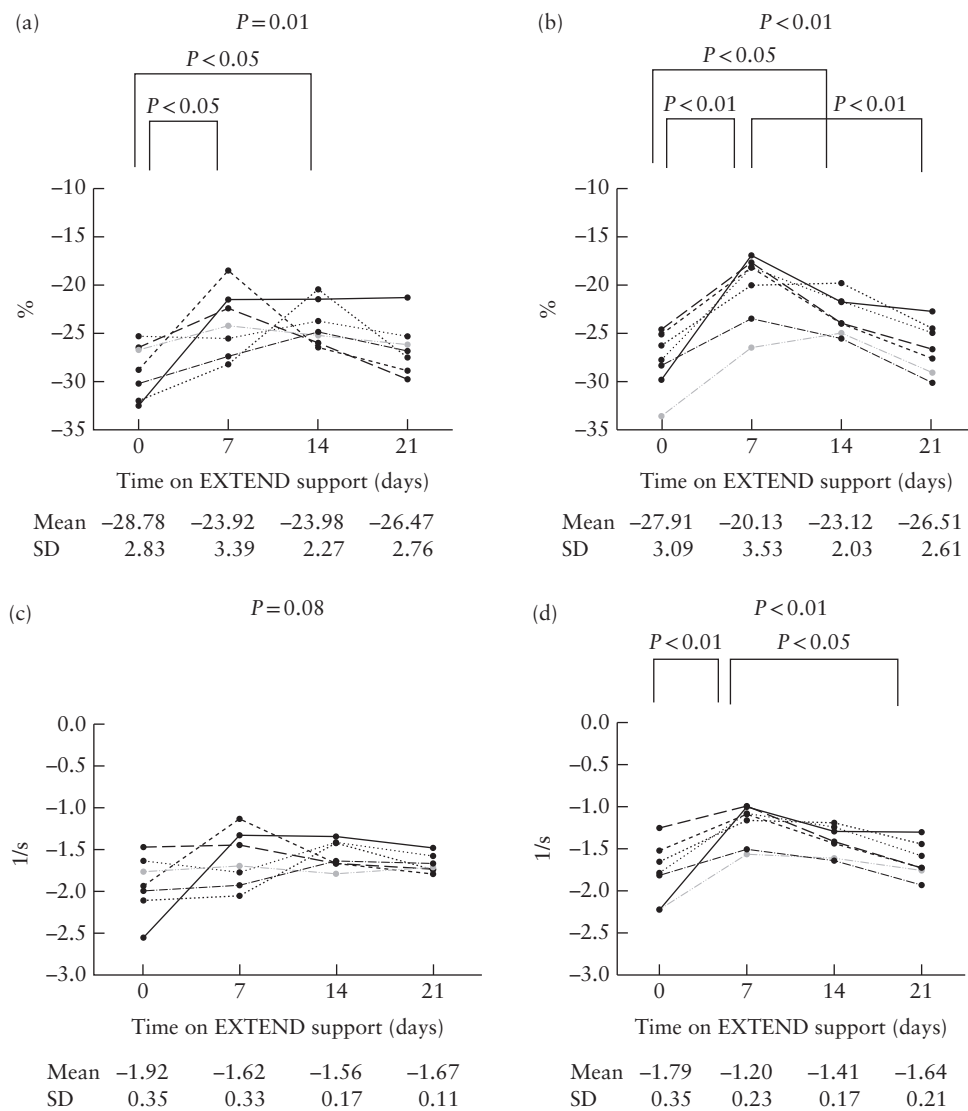 (a)
P=0.01
P<0.05
P<0.05
−10
−15
−20
−25
−30
−35
%
0 7 14 21
Time on EXTEND support (days)
Mean −28.78 −23.92 −23.98 −26.47
SD 2.83 3.39 2.27 2.76
(b)
P<0.01
P<0.05
P<0.01 P<0.01
−10
−15
−20
−25
−30
−35
%
0 7 14 21
Time on EXTEND support (days)
Mean −27.91 −20.13 −23.12 −26.51
SD 3.09 3.53 2.03 2.61
(c)
P=0.08
0.0
−0.5
−1.0
−1.5
−2.0
−2.5
−3.0
1/s
0 7 14 21
Time on EXTEND support (days)
Mean −1.92 −1.62 −1.56 −1.67
SD 0.35 0.33 0.17 0.11
(d)
P<0.01
P<0.01 P<0.05
0.0
−0.5
−1.0
−1.5
−2.0
−2.5
−3.0
1/s
0 7 14 21
Time on EXTEND support (days)
Mean −1.79 −1.20 −1.41 −1.64
SD 0.35 0.23 0.17 0.21